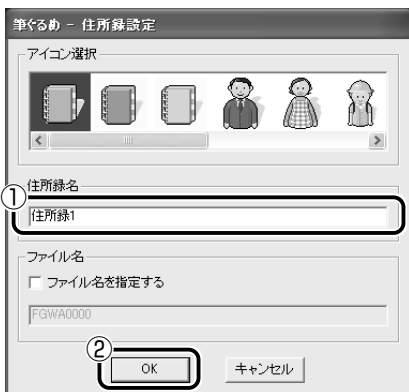 筆ぐるめ - 住所録設定
アイコン選択
①
住所録名
住所録1
ファイル名
ファイル名を指定する
FGWA0000
②
OK
キャンセル